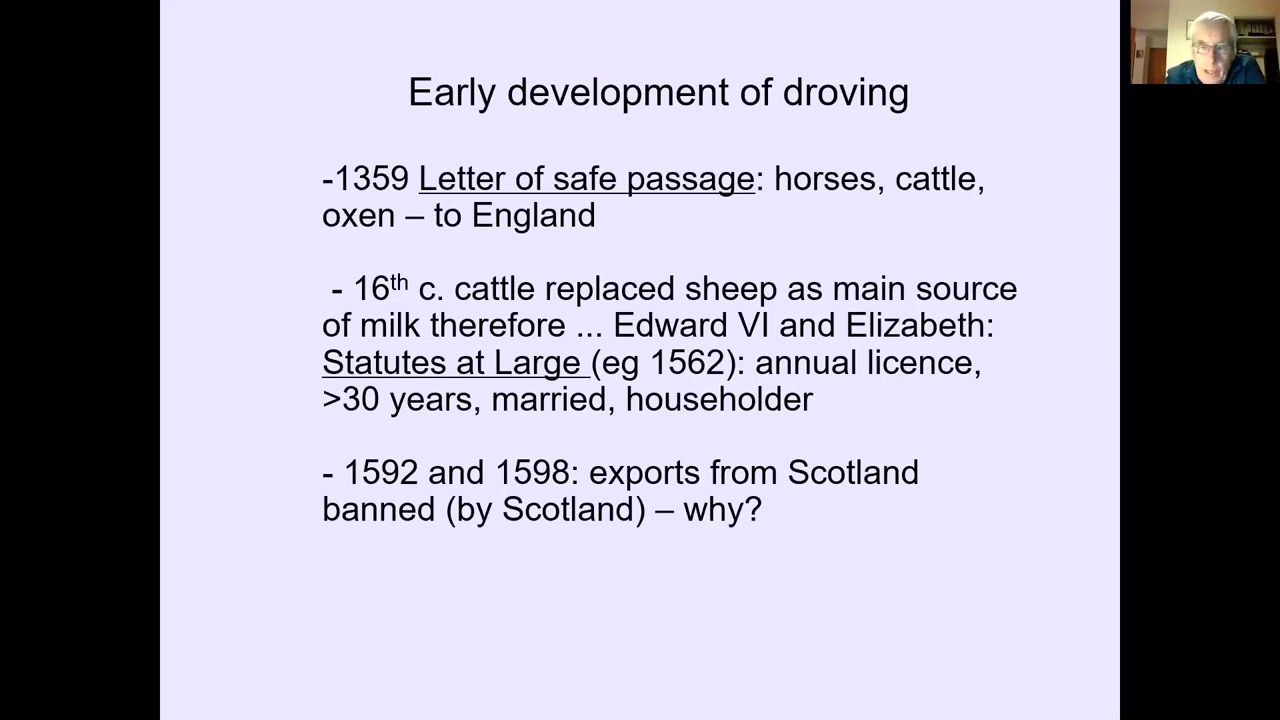 Early development of droving
-1359 Letter of safe passage: horses, cattle,
oxen – to England
- 16th c. cattle replaced sheep as main source
of milk therefore ... Edward VI and Elizabeth:
Statutes at Large (eg 1562): annual licence,
>30 years, married, householder
- 1592 and 1598: exports from Scotland
banned (by Scotland) – why?